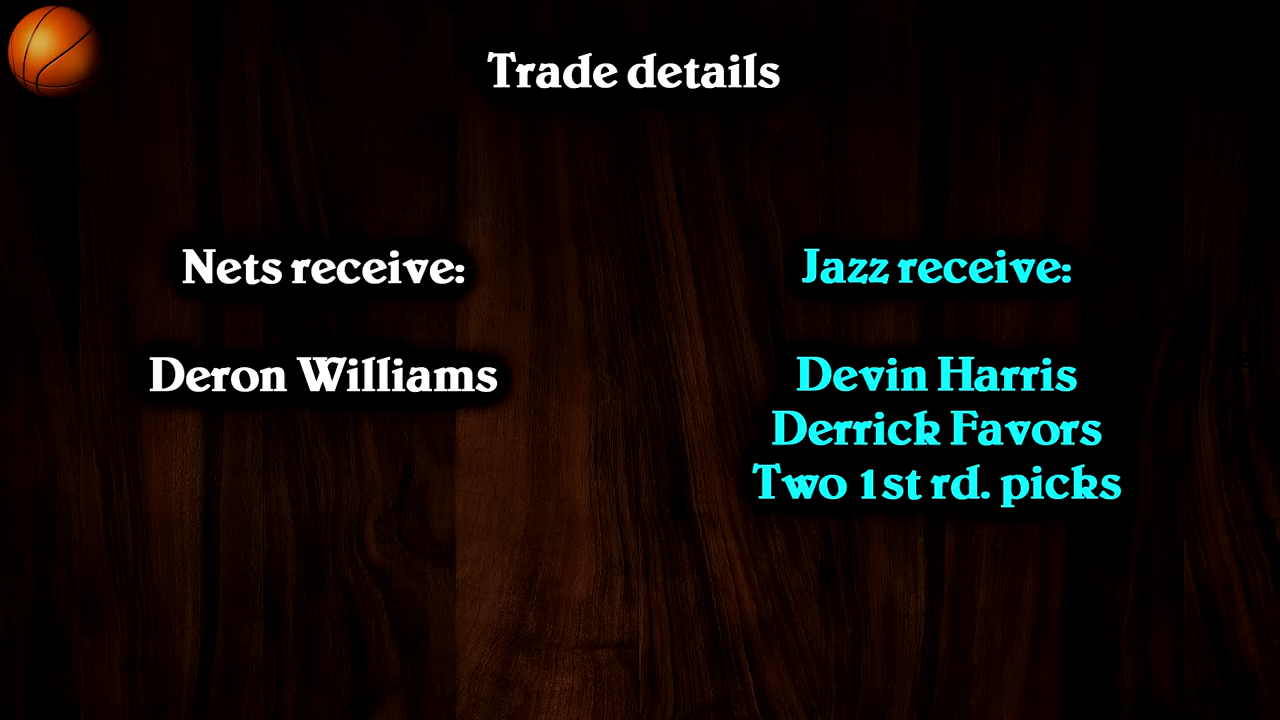 Trade details
Nets receive:
Deron Williams
Jazz receive:
Devin Harris
Derrick Favors
Two 1st rd. picks